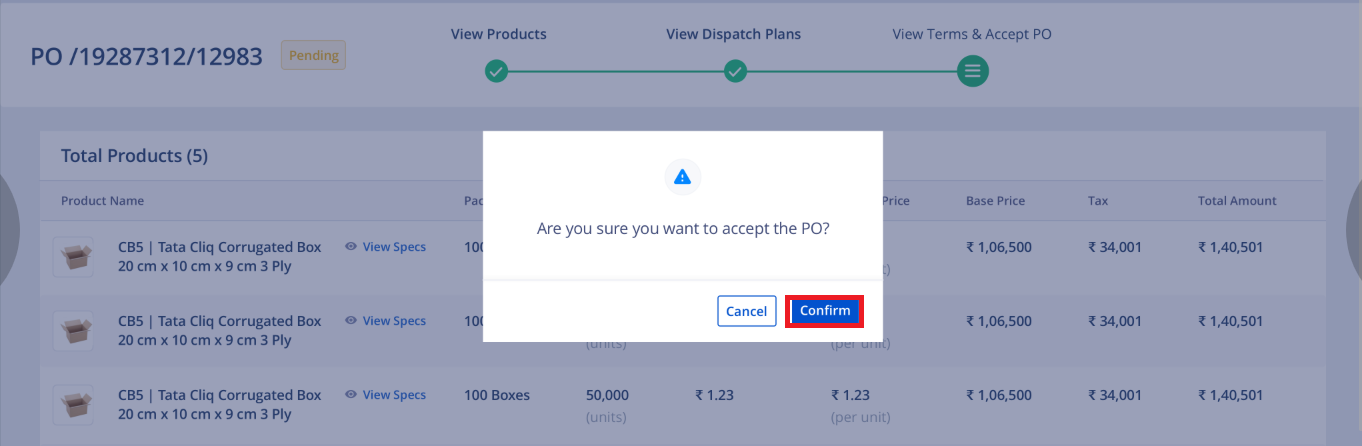 View Products
View Dispatch Plans
View Terms & Accept PO
PO /19287312/12983
Pending
Total Products (5)
Product Name
Price
Base Price
Tax
Total Amount
CB5 | Tata Cliq Corrugated Box
20 cm x 10 cm x 9 cm 3 Ply
View Specs
₹ 1,06,500
₹ 34,001
₹ 1,40,501
Are you sure you want to accept the PO?
Cancel
Confirm
CB5 | Tata Cliq Corrugated Box
20 cm x 10 cm x 9 cm 3 Ply
View Specs
(units)
(per unit)
₹ 1,06,500
₹ 34,001
₹ 1,40,501
CB5 | Tata Cliq Corrugated Box
20 cm x 10 cm x 9 cm 3 Ply
View Specs
100 Boxes
50,000
(units)
₹ 1.23
₹ 1.23
(per unit)
₹ 1,06,500
₹ 34,001
₹ 1,40,501